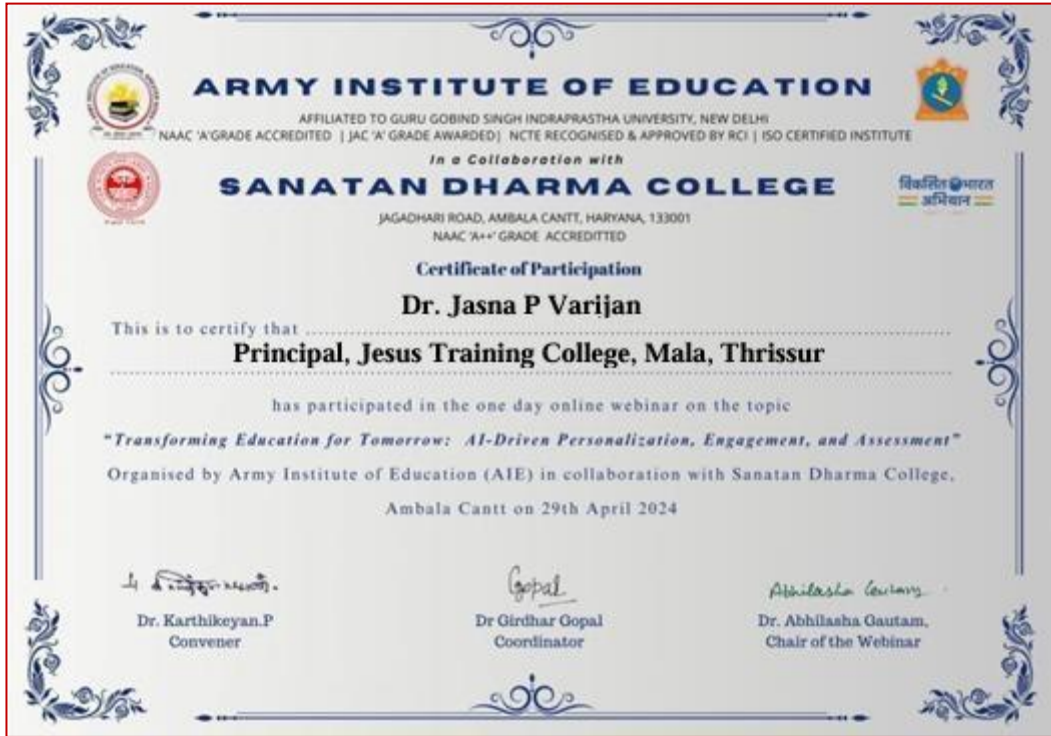 ARMY INSTITUTE OF EDUCATION
AFFILIATED TO GURU GOBIND SINGH INDRAPRASTHA UNIVERSITY, NEW DELHI
NAAC 'A'GRADE ACCREDITED | JAC 'A' GRADE AWARDED| NCTE RECOGNISED & APPROVED BY RCI | ISO CERTIFIED INSTITUTE
In a Collaboration with
SANATAN DHARMA COLLEGE
विकसित भारत
अभियान
JAGADHARI ROAD, AMBALA CANTT, HARYANA, 133001
NAAC 'A++' GRADE ACCREDITTED
Certificate of Participation
Dr. Jasna P Varijan
This is to certify that
Principal, Jesus Training College, Mala, Thrissur
has participated in the one day online webinar on the topic
"Transforming Education for Tomorrow: AI-Driven Personalization, Engagement, and Assessment"
Organised by Army Institute of Education (AIE) in collaboration with Sanatan Dharma College,
Ambala Cantt on 29th April 2024
Gopal
Abhilasha Gautam
Dr. Karthikeyan.P
Convener
Dr Girdhar Gopal
Coordinator
Dr. Abhilasha Gautam,
Chair of the Webinar